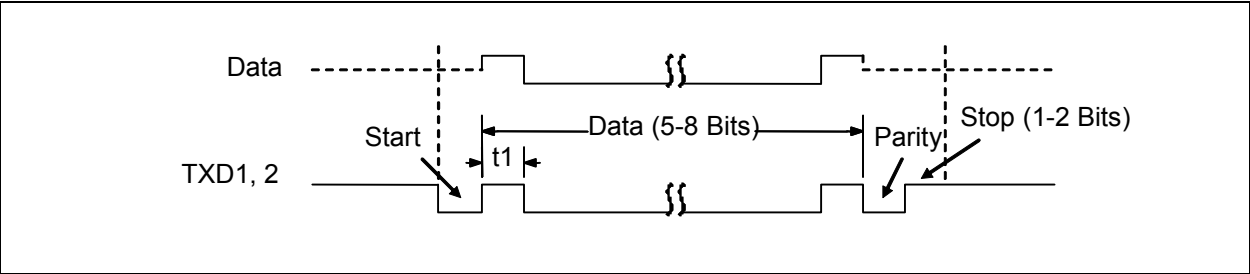 Data
Data (5-8 Bits)
Stop (1-2 Bits)
Start
Parity
t1
TXD1, 2